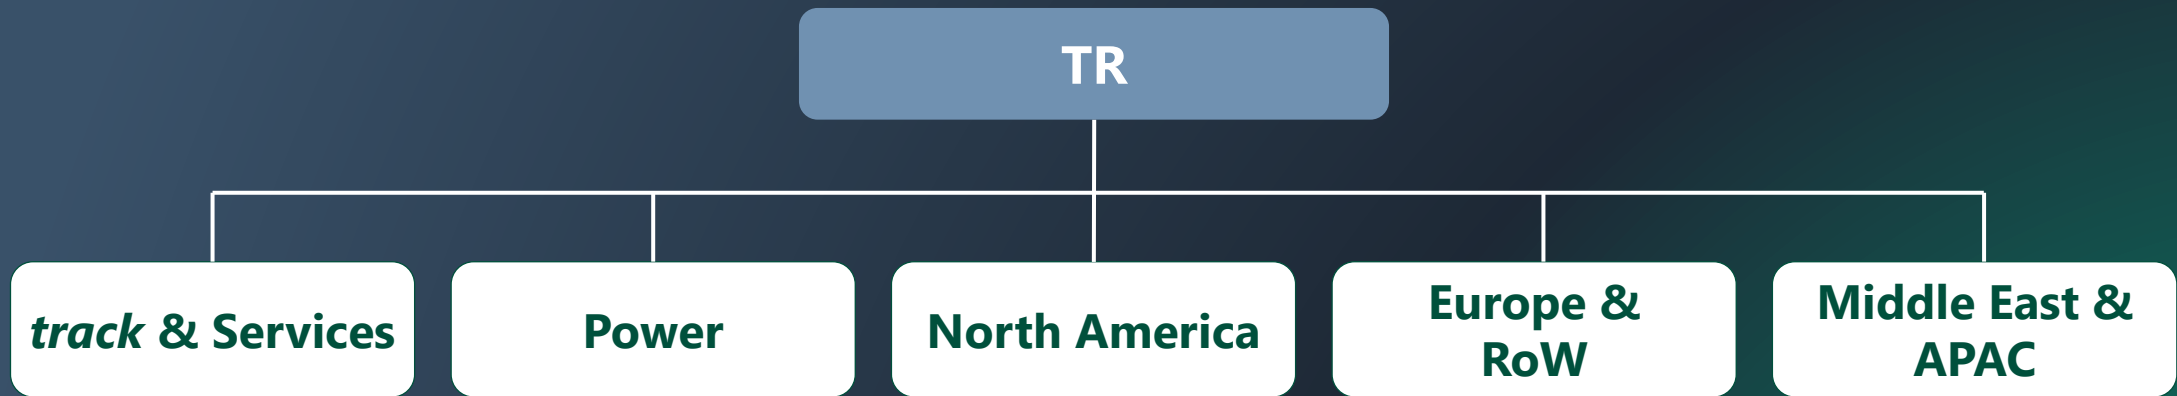 TR
track & Services
Power
North America
Europe &
RoW
Middle East &
APAC